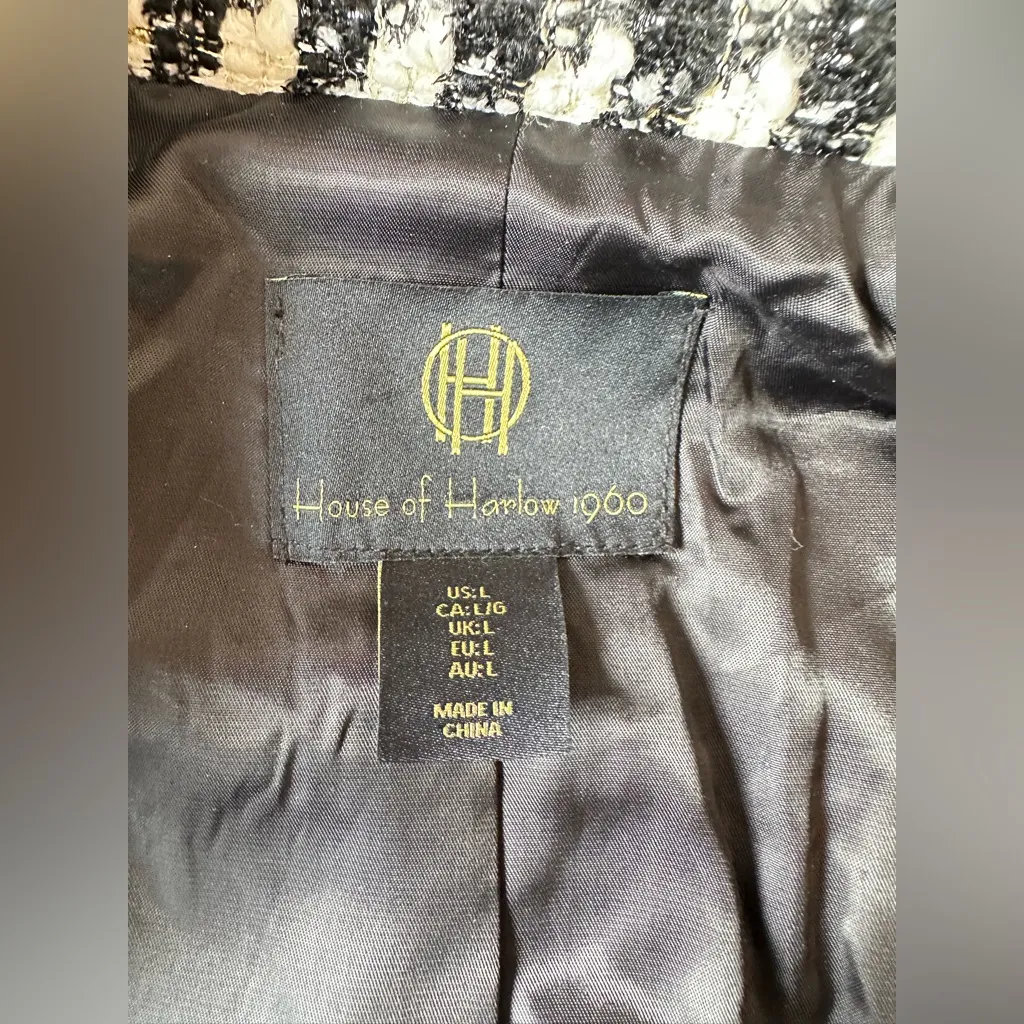 House of Harlow 1960
US: L
CA: L/G
UK: L
EU: L
AU: L
MADE IN
CHINA